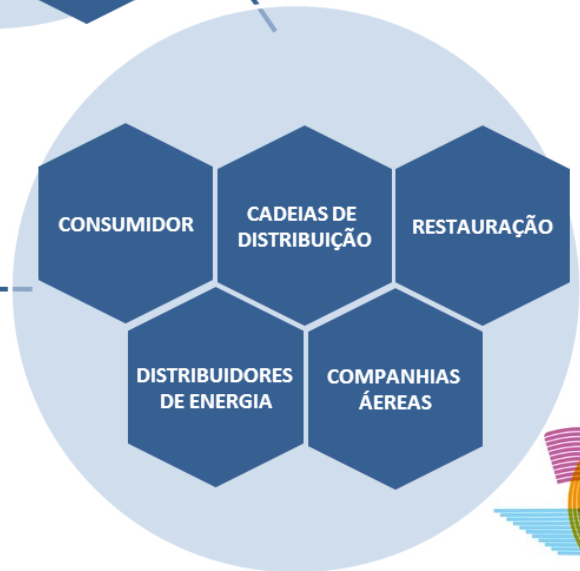 CONSUMIDOR
CADEIAS DE
DISTRIBUIÇÃO
RESTAURAÇÃO
DISTRIBUIDORES
DE ENERGIA
COMPANHIAS
ÁEREAS